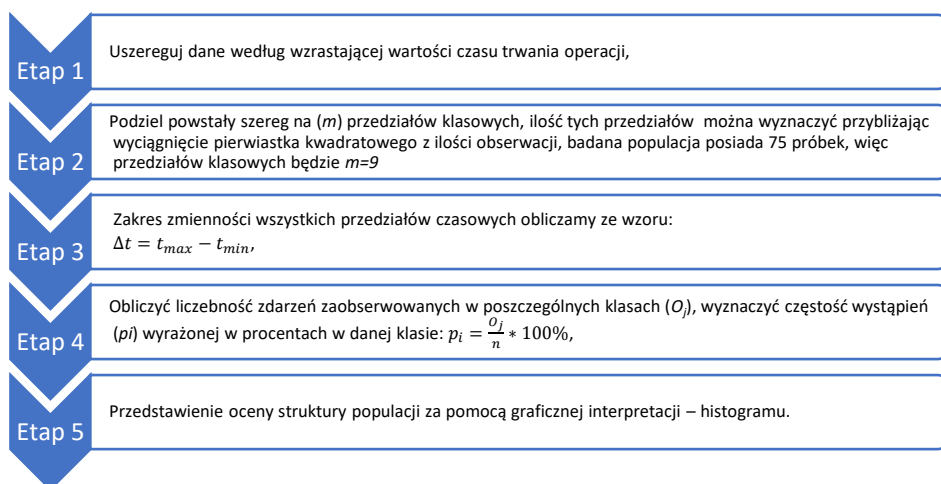 Etap 1
Uszereguj dane według wzrastającej wartości czasu trwania operacji,
Etap 2
Podziel powstały szereg na (m) przedziałów klasowych, ilość tych przedziałów można wyznaczyć przybliżając
wyciągnięcie pierwiastka kwadratowego z ilości obserwacji, badana populacja posiada 75 próbek, więc
przedziałów klasowych będzie m=9
Etap 3
Zakres zmienności wszystkich przedziałów czasowych obliczamy ze wzoru:
Δt = t_max − t_min,
Etap 4
Obliczyć liczebność zdarzeń zaobserwowanych w poszczególnych klasach (O_j), wyznaczyć częstość wystąpień
(pi) wyrażonej w procentach w danej klasie: p_i = O_j/n * 100%,
Etap 5
Przedstawienie oceny struktury populacji za pomocą graficznej interpretacji – histogramu.